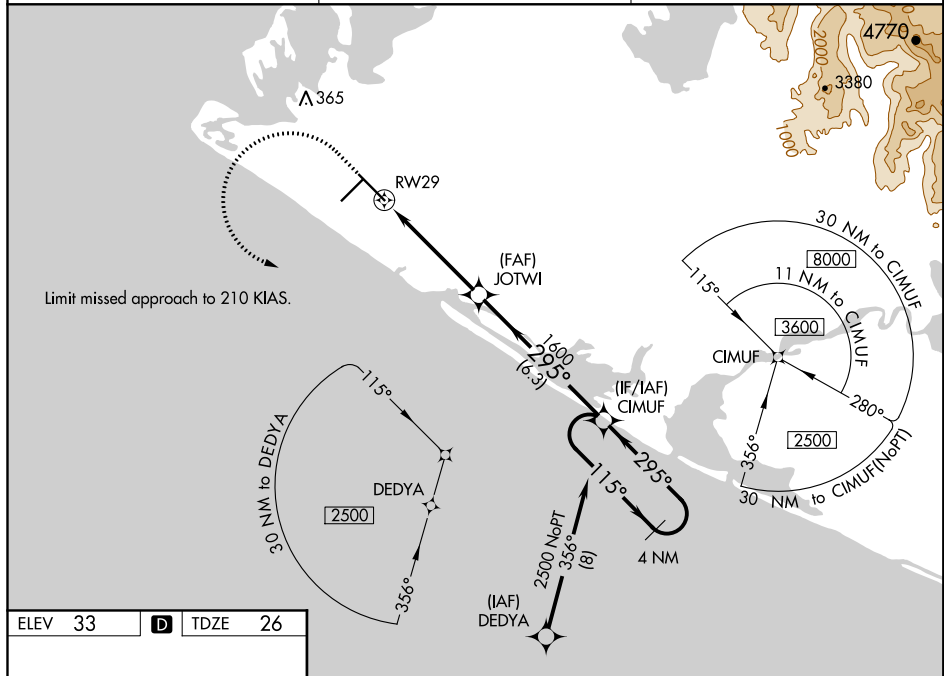 4770
2000
3380
1000
365
RW29
Limit missed approach to 210 KIAS.
(FAF)
JOTWI
1600
295°
(6.3)
(IF/IAF)
CIMUF
295°
115°
4 NM
2500 NoPT
356°
(8)
(IAF)
DEDYA
30 NM to DEDYA
115°
DEDYA
2500
356°
30 NM to CIMUF
8000
11 NM to CIMUF
115°
3600
CIMUF
280°
2500
356°
30 NM to CIMUF(NoPT)
ELEV 33 D TDZE 26